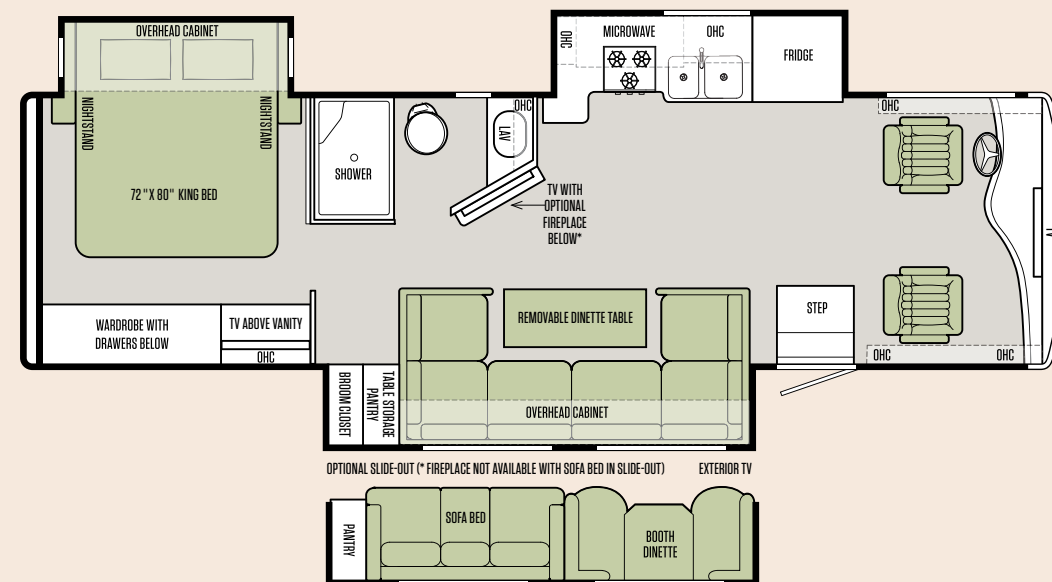 OVERHEAD CABINET
OHC
MICROWAVE
OHC
FRIDGE
NIGHTSTAND
NIGHTSTAND
72" X 80" KING BED
SHOWER
OHC
LAV
TV WITH
OPTIONAL
FIREPLACE
BELOW*
OHC
WARDROBE WITH
DRAWERS BELOW
TV ABOVE VANITY
OHC
REMOVABLE DINETTE TABLE
STEP
OHC
OHC
BROOM CLOSET
TABLE STORAGE
PANTRY
OVERHEAD CABINET
OPTIONAL SLIDE-OUT (* FIREPLACE NOT AVAILABLE WITH SOFA BED IN SLIDE-OUT)
EXTERIOR TV
PANTRY
SOFA BED
BOOTH
DINETTE